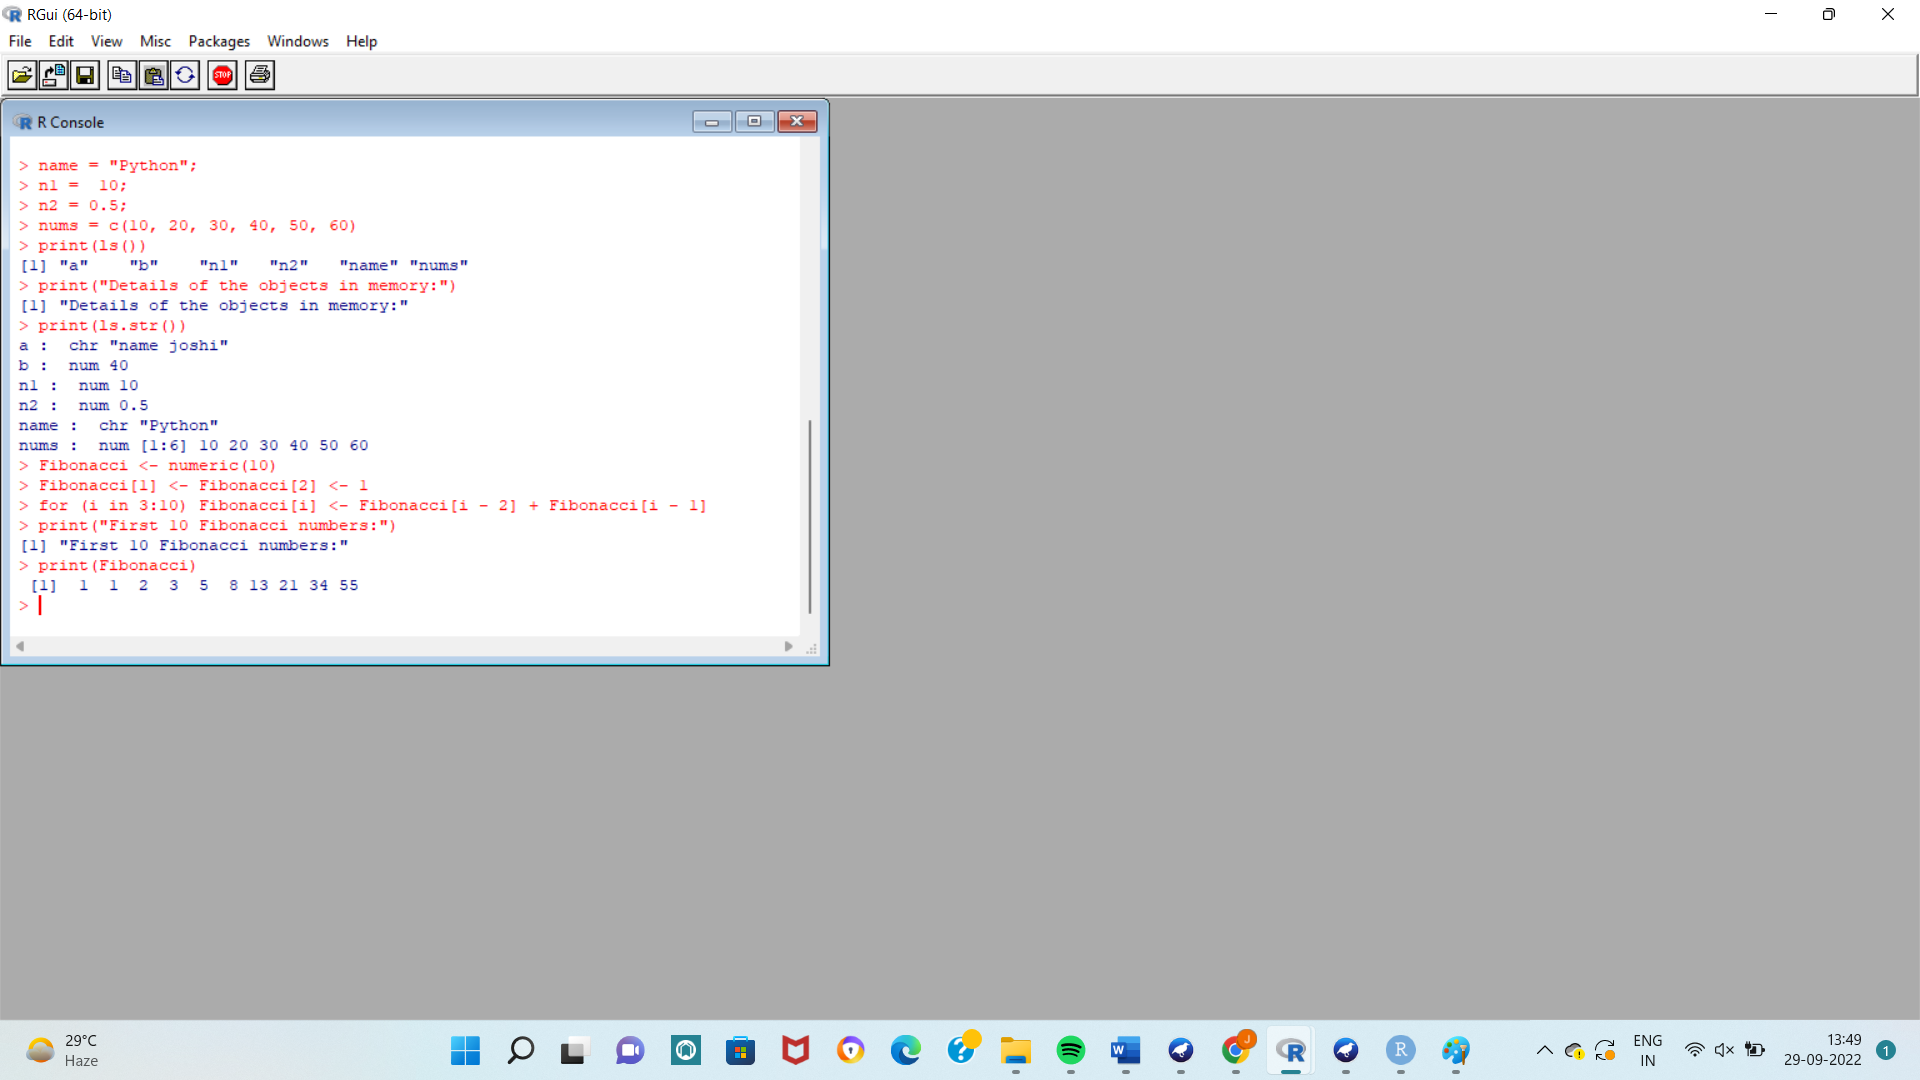 RGui (64-bit)
File Edit View Misc Packages Windows Help
STOP
R Console
> name = "Python";
> n1 =  10;
> n2 = 0.5;
> nums = c(10, 20, 30, 40, 50, 60)
> print(ls())
[1] "a"    "b"    "n1"   "n2"   "name" "nums"
> print("Details of the objects in memory:")
[1] "Details of the objects in memory:"
> print(ls.str())
a :  chr "name joshi"
b :  num 40
n1 :  num 10
n2 :  num 0.5
name :  chr "Python"
nums :  num [1:6] 10 20 30 40 50 60
> Fibonacci <- numeric(10)
> Fibonacci[1] <- Fibonacci[2] <- 1
> for (i in 3:10) Fibonacci[i] <- Fibonacci[i - 2] + Fibonacci[i - 1]
> print("First 10 Fibonacci numbers:")
[1] "First 10 Fibonacci numbers:"
> print(Fibonacci)
 [1]  1  1  2  3  5  8 13 21 34 55
>
29°C
Haze
ENG
IN
13:49
29-09-2022
1